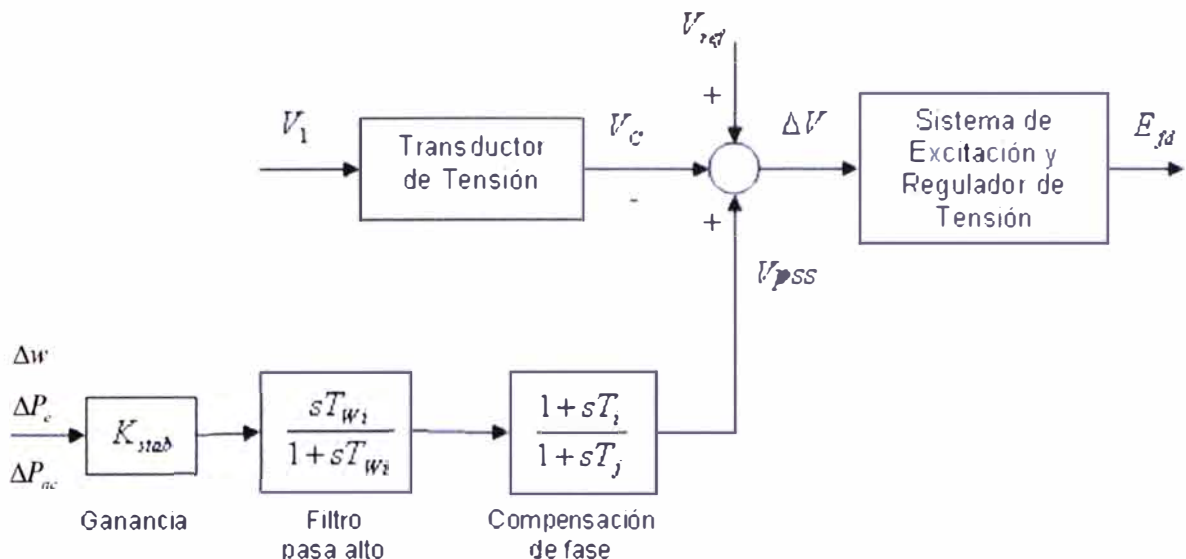 V_ref
+
V_1
Transductor
de Tensión
V_C
-
ΔV
Sistema de
Excitación y
Regulador de
Tensión
E_fd
+
Vpss
Δw
ΔP_e
ΔP_ac
K_stab
sT_Wi
1 + sT_Wi
1 + sT_i
1 + sT_j
Ganancia
Filtro
pasa alto
Compensación
de fase